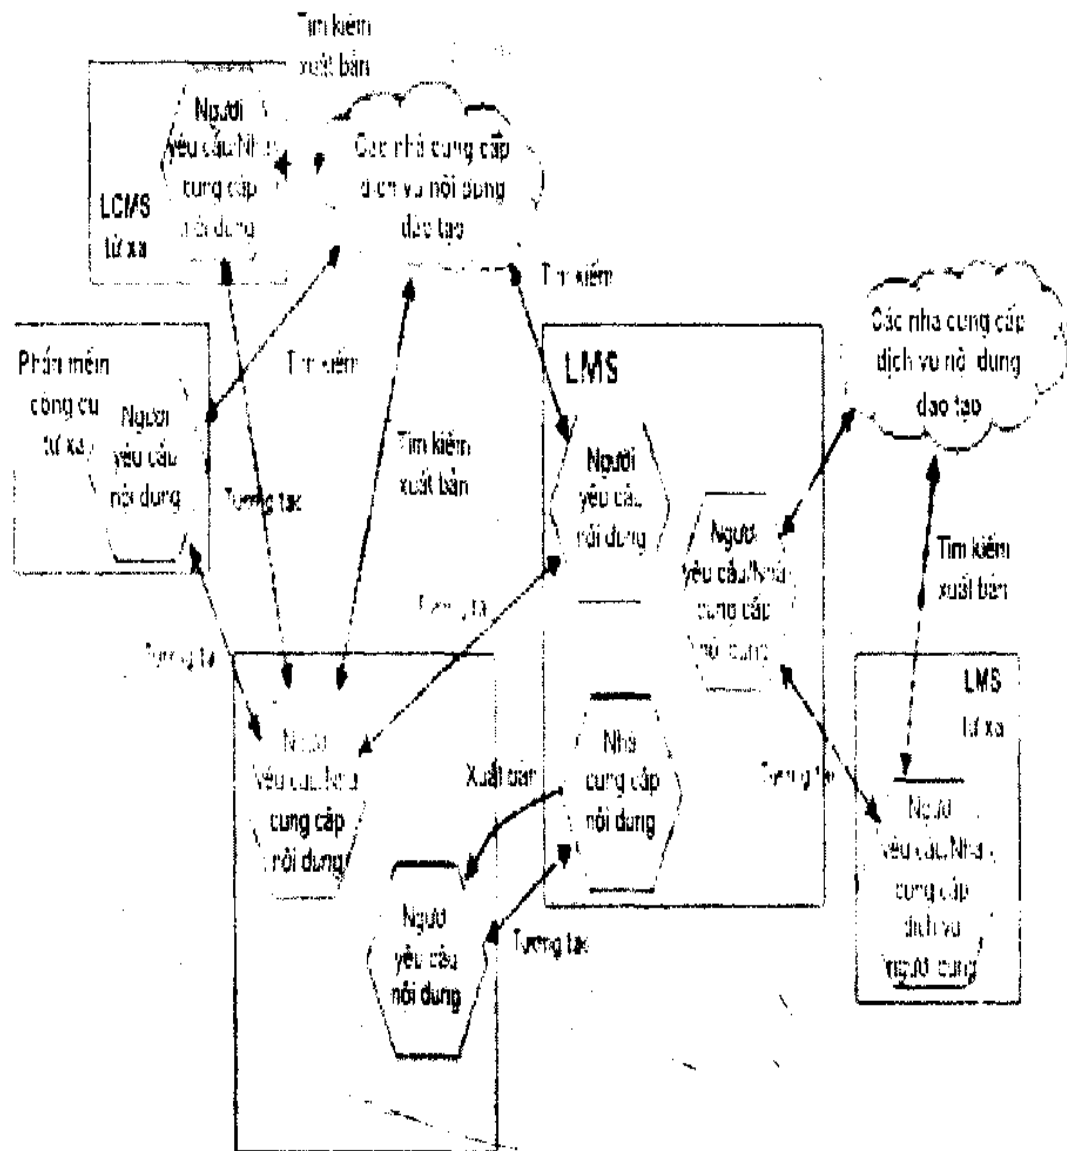 Tìm kiếm
xuất bản
Người
yêu cầu/Nhà
cung cấp
nội dung
LCMS
từ xa
Các nhà cung cấp
dịch vụ nội dung
đào tạo
Tìm kiếm
Các nhà cung cấp
dịch vụ nội dung
đào tạo
Phần mềm
công cụ
từ xa
Người
yêu cầu
nội dung
Tìm kiếm
LMS
Tìm kiếm
xuất bản
Tương tác
Người
yêu cầu
nội dung
Người
yêu cầu/Nhà
cung cấp
nội dung
Tìm kiếm
xuất bản
Tương tá
Tương tá
LMS
từ xa
Người
yêu cầu/Nhà
cung cấp
nội dung
Xuất bản
Nhà
cung cấp
nội dung
Tương tác
Người
yêu cầu/Nhà
cung cấp
dịch vụ
người cung
Người
yêu cầu
nội dung
Tương tác